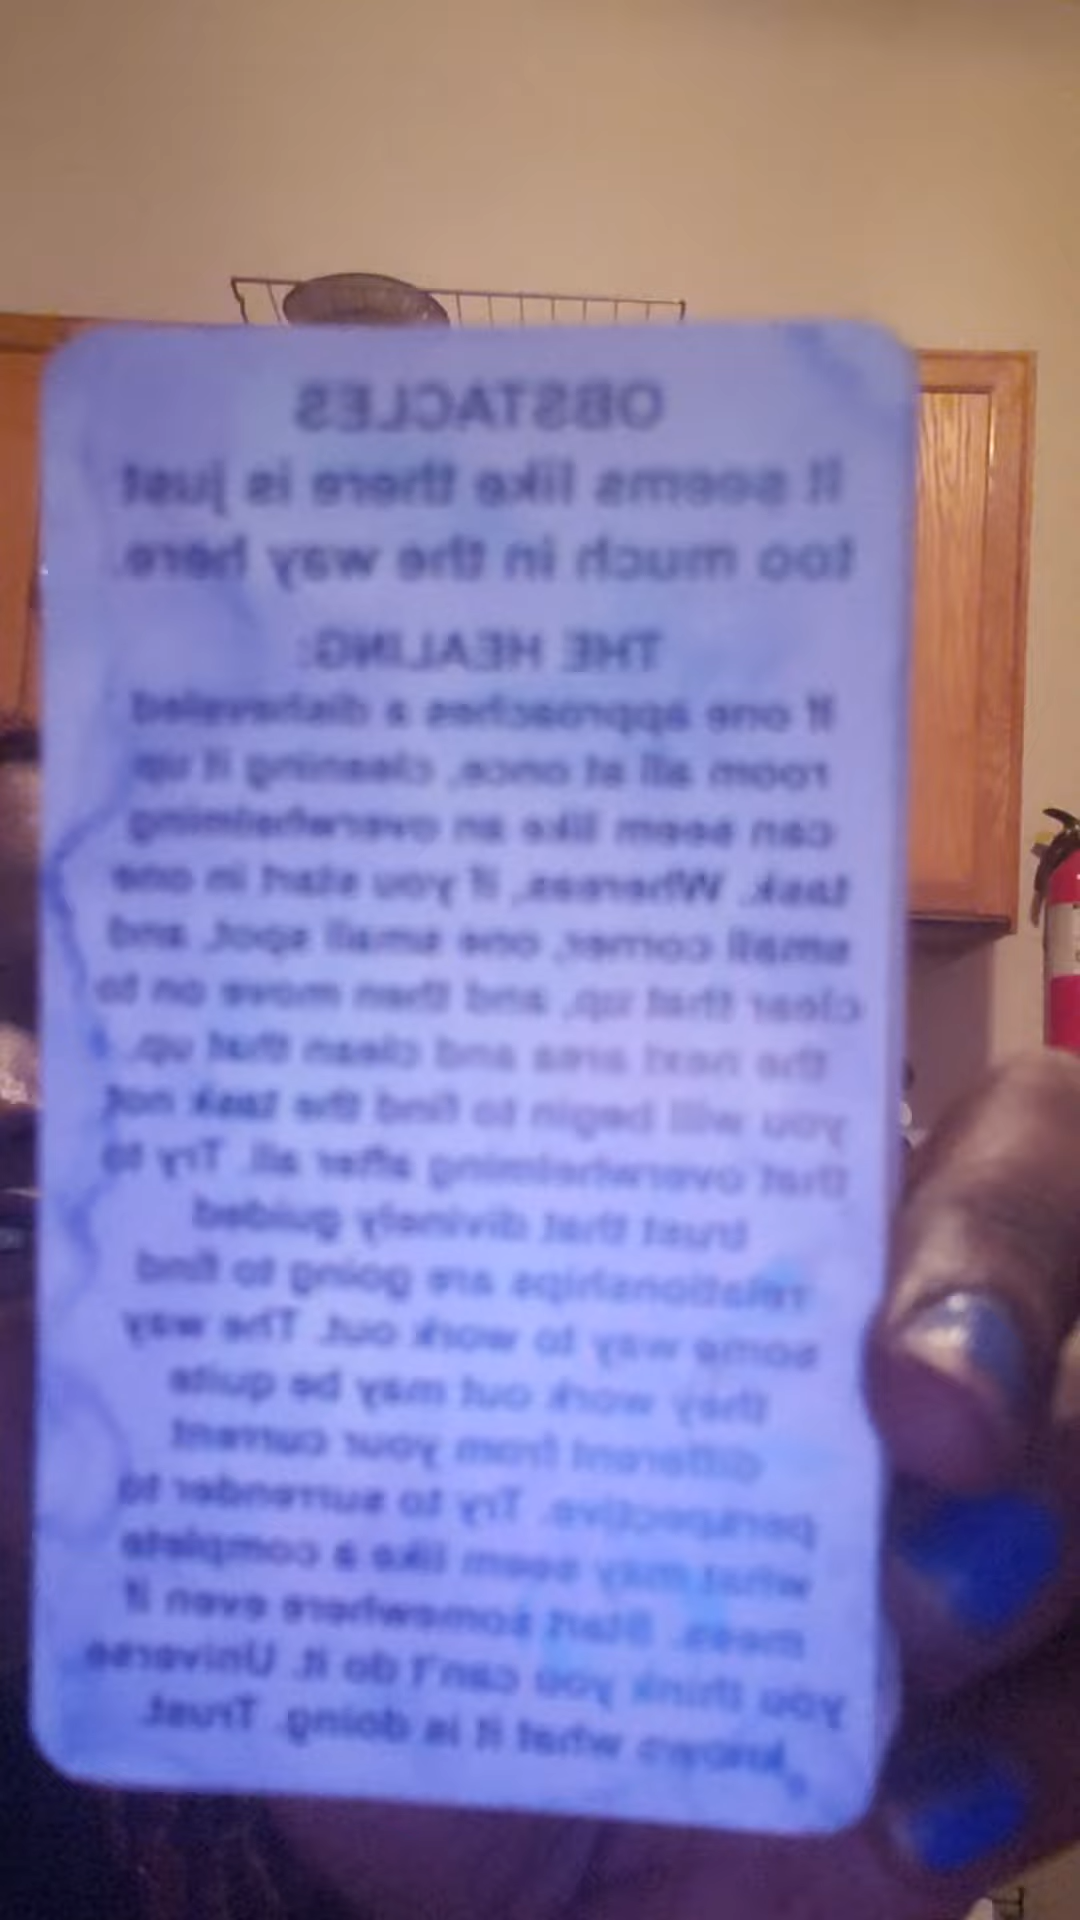 OBSTACLES
It seems like there is just
too much in the way here.
THE HEALING:
If one approaches a disheveled
room all at once, cleaning it up
can seem like an overwhelming
task. Whereas, if you start in one
small corner, one small spot, and
clear that up, and then move on to
the next area and clean that up,
you will begin to find the task not
that overwhelming after all. Try to
trust that divinely guided
relationships are going to find
some way to work out. The way
they work out may be quite
different from your current
perspective. Try to surrender to
what may seem like a complete
mess. Start somewhere even if
you think you can't do it. Universe
knows what it is doing. Trust.